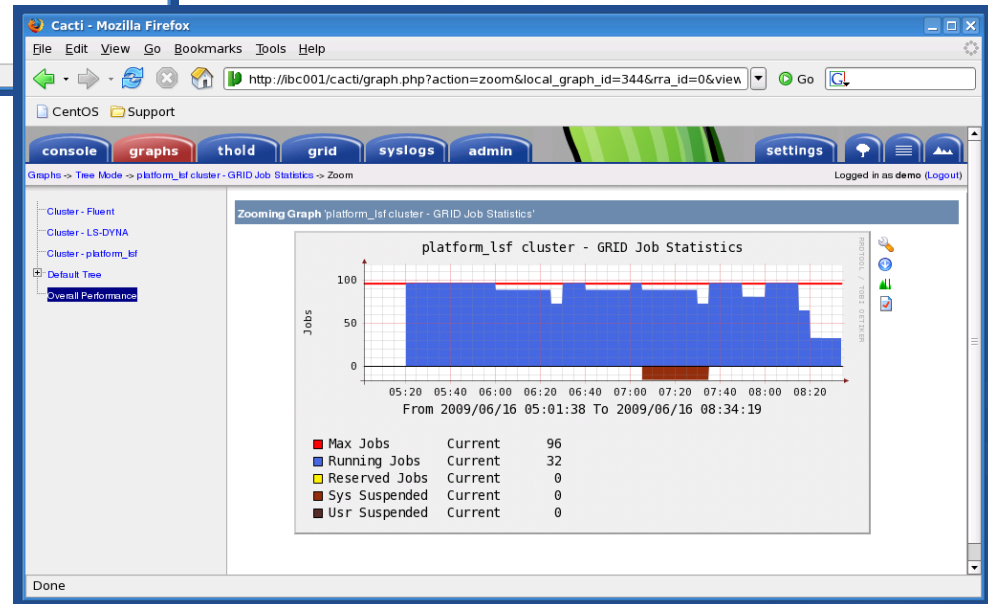 Cacti - Mozilla Firefox
File Edit View Go Bookmarks Tools Help
http://ibc001/cacti/graph.php?action=zoom&local_graph_id=344&rra_id=0&view
Go
G
CentOS Support
console graphs thold grid syslogs admin settings
Graphs -> Tree Mode -> platform_lsf cluster - GRID Job Statistics -> Zoom
Logged in as demo (Logout)
Cluster - Fluent
Cluster - LS-DYNA
Cluster - platform_lsf
Default Tree
Overall Performance
Zooming Graph 'platform_lsf cluster - GRID Job Statistics'
platform_lsf cluster - GRID Job Statistics
RRDTOOL / TOBI OETIKER
Jobs
100
50
0
05:20 05:40 06:00 06:20 06:40 07:00 07:20 07:40 08:00 08:20
From 2009/06/16 05:01:38 To 2009/06/16 08:34:19
Max Jobs Current 96
Running Jobs Current 32
Reserved Jobs Current 0
Sys Suspended Current 0
Usr Suspended Current 0
Done